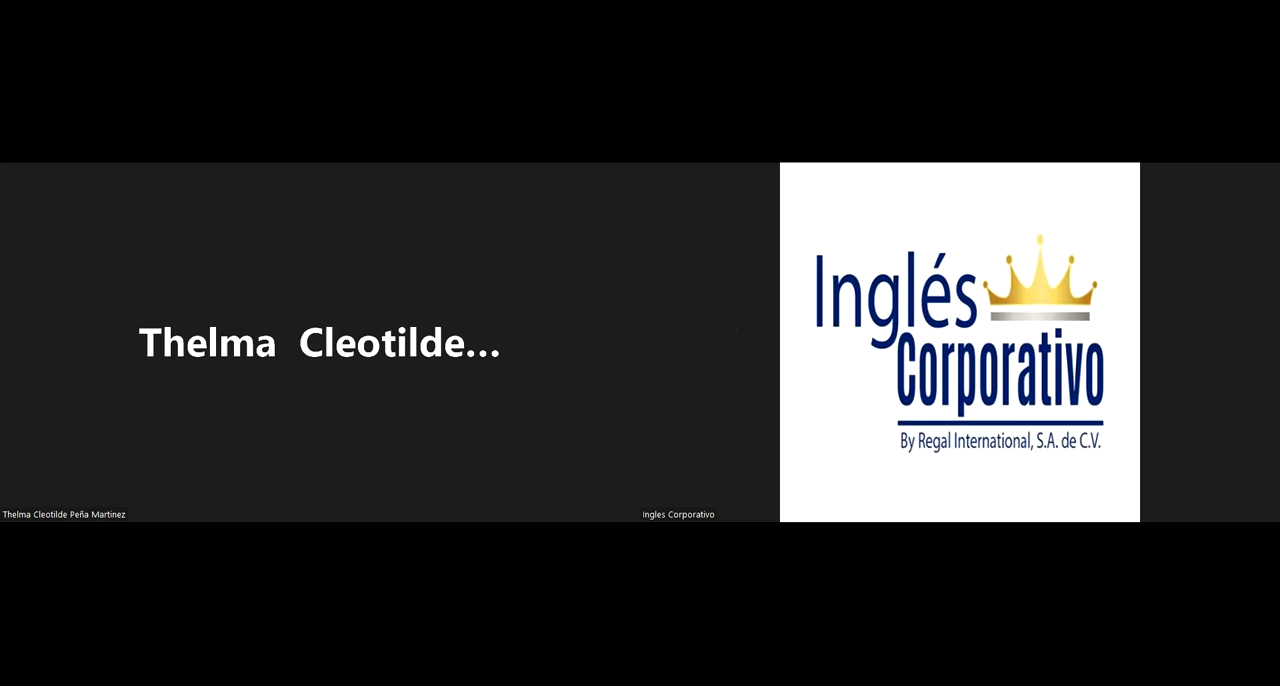 Thelma Cleotilde...
Thelma Cleotilde Peña Martinez
Inglés
Corporativo
By Regal International, S.A. de C.V.
Ingles Corporativo